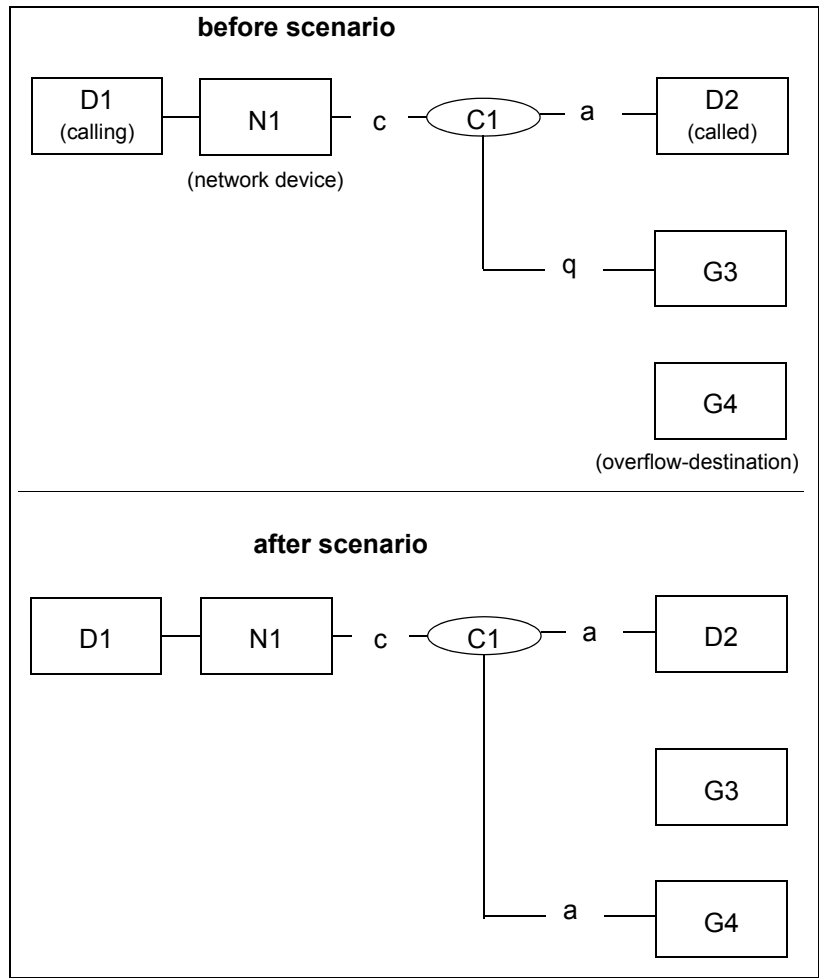 before scenario
D1
(calling)
N1
c
C1
a
D2
(called)
(network device)
q
G3
G4
(overflow-destination)
after scenario
D1
N1
c
C1
a
D2
G3
a
G4